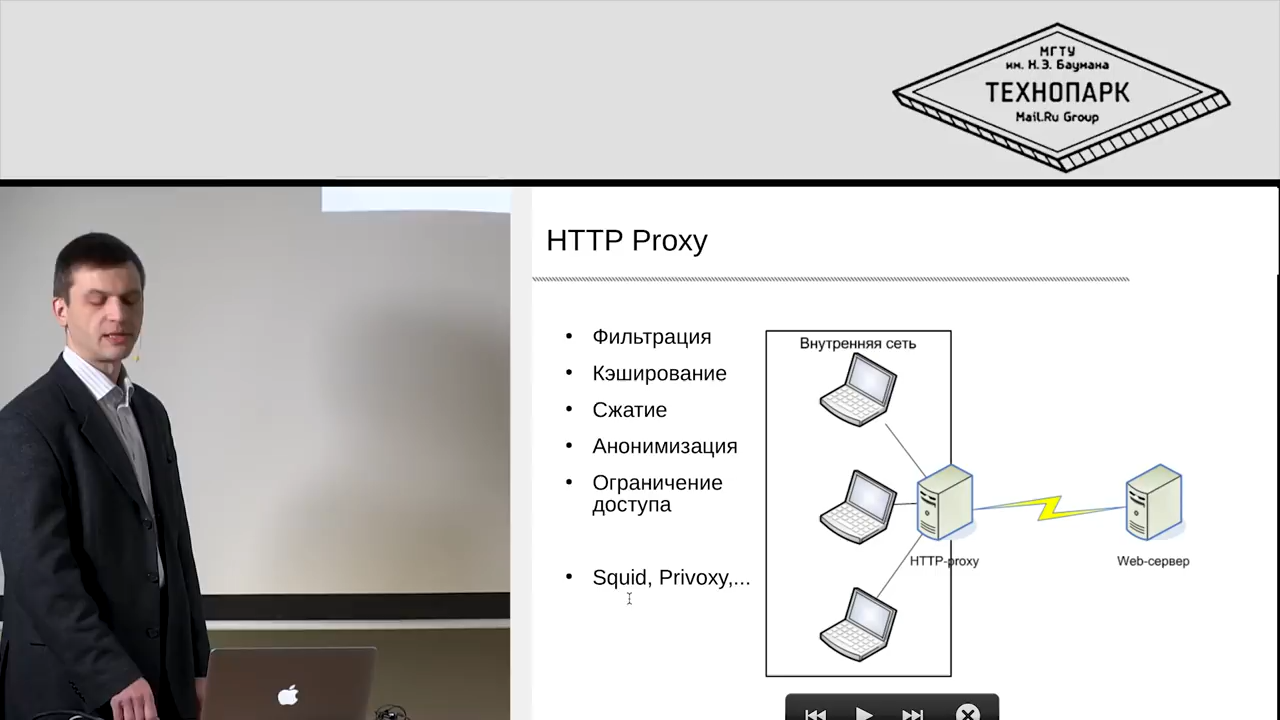 МГТУ
им. Н.Э. Баумана
ТЕХНОПАРК
Mail.Ru Group
HTTP Proxy
Фильтрация
Кэширование
Сжатие
Анонимизация
Ограничение
доступа
Squid, Privoxy,...
Внутренняя сеть
HTTP-proxy
Web-сервер